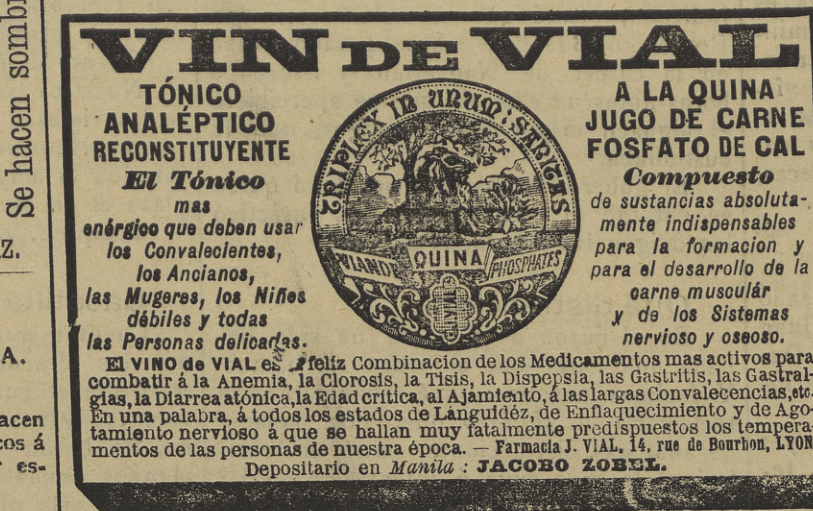 Se hacen sombr
Z.
A.
acen
cos á
es-
VIN DE VIAL
TÓNICO
ANALÉPTICO
RECONSTITUYENTE
El Tónico
mas
enérgico que deben usar
los Convalecientes,
los Ancianos,
las Mugeres, los Niños
débiles y todas
las Personas delicadas.
TRIPLEX IN UNUM: SANITAS
VIANDE QUINA PHOSPHATES
VIAL
A LA QUINA
JUGO DE CARNE
FOSFATO DE CAL
Compuesto
de sustancias absoluta-
mente indispensables
para la formacion y
para el desarrollo de la
carne musculár
y de los Sistemas
nervioso y oseoso.
El VINO de VIAL es feliz Combinacion de los Medicamentos mas activos para
combatir á la Anemia, la Clorosis, la Tisis, la Dispepsia, las Gastritis, las Gastral-
gias, la Diarrea atónica, la Edad crítica, al Ajamiento, á las largas Convalecencias, etc.
En una palabra, á todos los estados de Languidéz, de Enflaquecimiento y de Ago-
tamiento nervioso á que se hallan muy fatalmente predispuestos los tempera-
mentos de las personas de nuestra época. — Farmacia J. VIAL, 14, rue de Bourbon, LYON
Depositario en Manila : JACOBO ZOBEL.